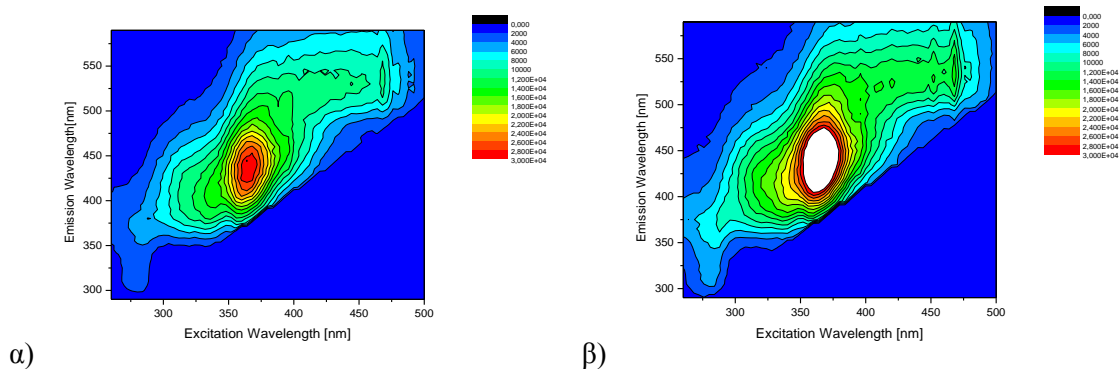 0,000
2000
4000
6000
8000
10000
1,200E+04
1,400E+04
1,600E+04
1,800E+04
2,000E+04
2,200E+04
2,400E+04
2,600E+04
2,800E+04
3,000E+04
550
500
450
400
350
300
Emission Wavelength[nm]
300 350 400 450 500
Excitation Wavelength [nm]
α)
0,000
2000
4000
6000
8000
10000
1,200E+04
1,400E+04
1,600E+04
1,800E+04
2,000E+04
2,200E+04
2,400E+04
2,600E+04
2,800E+04
3,000E+04
550
500
450
400
350
300
Emission Wavelength[nm]
300 350 400 450 500
Excitation Wavelength [nm]
β)